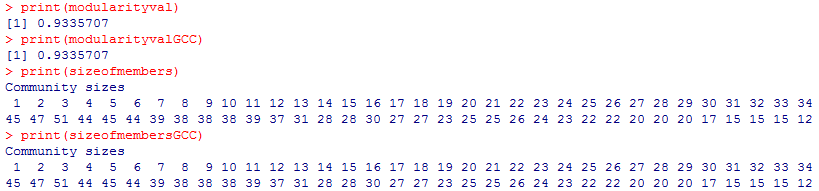 > print(modularityval)
[1] 0.9335707
> print(modularityvalGCC)
[1] 0.9335707
> print(sizeofmembers)
Community sizes
1 2 3 4 5 6 7 8 9 10 11 12 13 14 15 16 17 18 19 20 21 22 23 24 25 26 27 28 29 30 31 32 33 34
45 47 51 44 45 44 39 38 38 38 39 37 31 28 28 30 27 27 23 25 25 26 24 23 22 22 20 20 20 17 15 15 15 12
> print(sizeofmembersGCC)
Community sizes
1 2 3 4 5 6 7 8 9 10 11 12 13 14 15 16 17 18 19 20 21 22 23 24 25 26 27 28 29 30 31 32 33 34
45 47 51 44 45 44 39 38 38 38 39 37 31 28 28 30 27 27 23 25 25 26 24 23 22 22 20 20 20 17 15 15 15 12